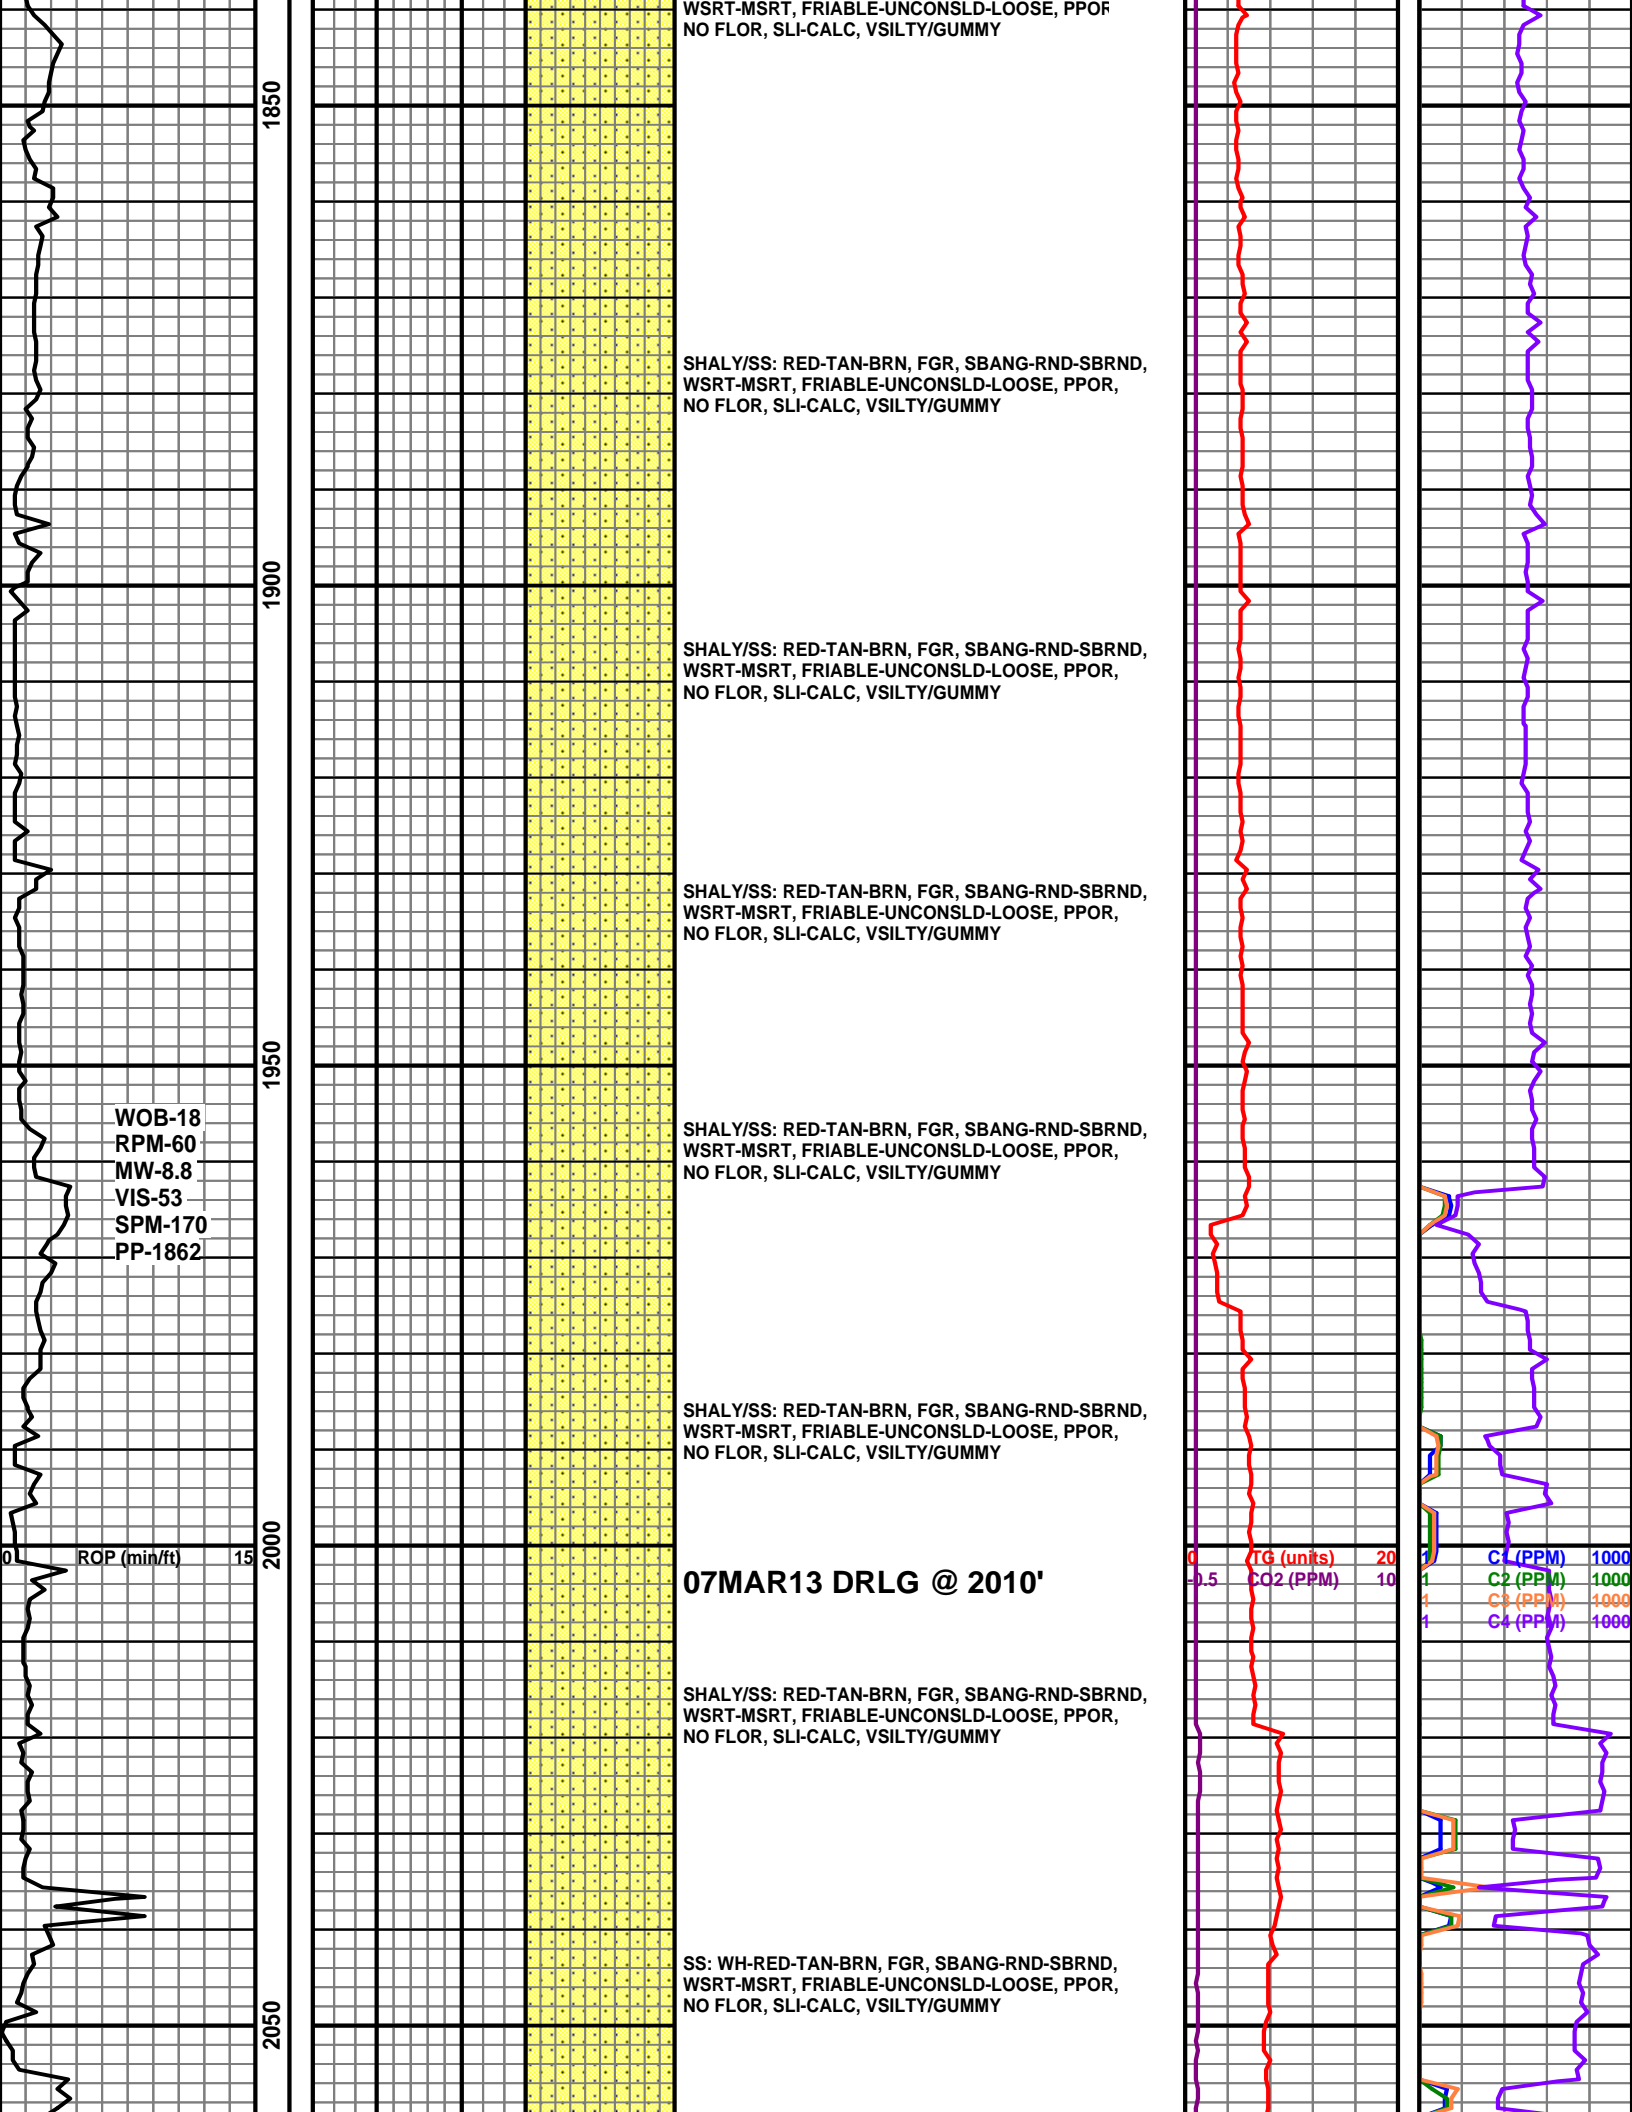 WSRT-MSRT, FRIABLE-UNCONSLD-LOOSE, PPOR
NO FLOR, SLI-CALC, VSILTY/GUMMY
1850
SHALY/SS: RED-TAN-BRN, FGR, SBANG-RND-SBRND,
WSRT-MSRT, FRIABLE-UNCONSLD-LOOSE, PPOR,
NO FLOR, SLI-CALC, VSILTY/GUMMY
1900
SHALY/SS: RED-TAN-BRN, FGR, SBANG-RND-SBRND,
WSRT-MSRT, FRIABLE-UNCONSLD-LOOSE, PPOR,
NO FLOR, SLI-CALC, VSILTY/GUMMY
SHALY/SS: RED-TAN-BRN, FGR, SBANG-RND-SBRND,
WSRT-MSRT, FRIABLE-UNCONSLD-LOOSE, PPOR,
NO FLOR, SLI-CALC, VSILTY/GUMMY
1950
WOB-18
RPM-60
MW-8.8
VIS-53
SPM-170
PP-1862
SHALY/SS: RED-TAN-BRN, FGR, SBANG-RND-SBRND,
WSRT-MSRT, FRIABLE-UNCONSLD-LOOSE, PPOR,
NO FLOR, SLI-CALC, VSILTY/GUMMY
SHALY/SS: RED-TAN-BRN, FGR, SBANG-RND-SBRND,
WSRT-MSRT, FRIABLE-UNCONSLD-LOOSE, PPOR,
NO FLOR, SLI-CALC, VSILTY/GUMMY
2000
0 ROP (min/ft) 15
07MAR13 DRLG @ 2010'
0 TG (units) 20
-0.5 CO2 (PPM) 10
1 C1 (PPM) 1000
1 C2 (PPM) 1000
1 C3 (PPM) 1000
1 C4 (PPM) 1000
SHALY/SS: RED-TAN-BRN, FGR, SBANG-RND-SBRND,
WSRT-MSRT, FRIABLE-UNCONSLD-LOOSE, PPOR,
NO FLOR, SLI-CALC, VSILTY/GUMMY
SS: WH-RED-TAN-BRN, FGR, SBANG-RND-SBRND,
WSRT-MSRT, FRIABLE-UNCONSLD-LOOSE, PPOR,
NO FLOR, SLI-CALC, VSILTY/GUMMY
2050